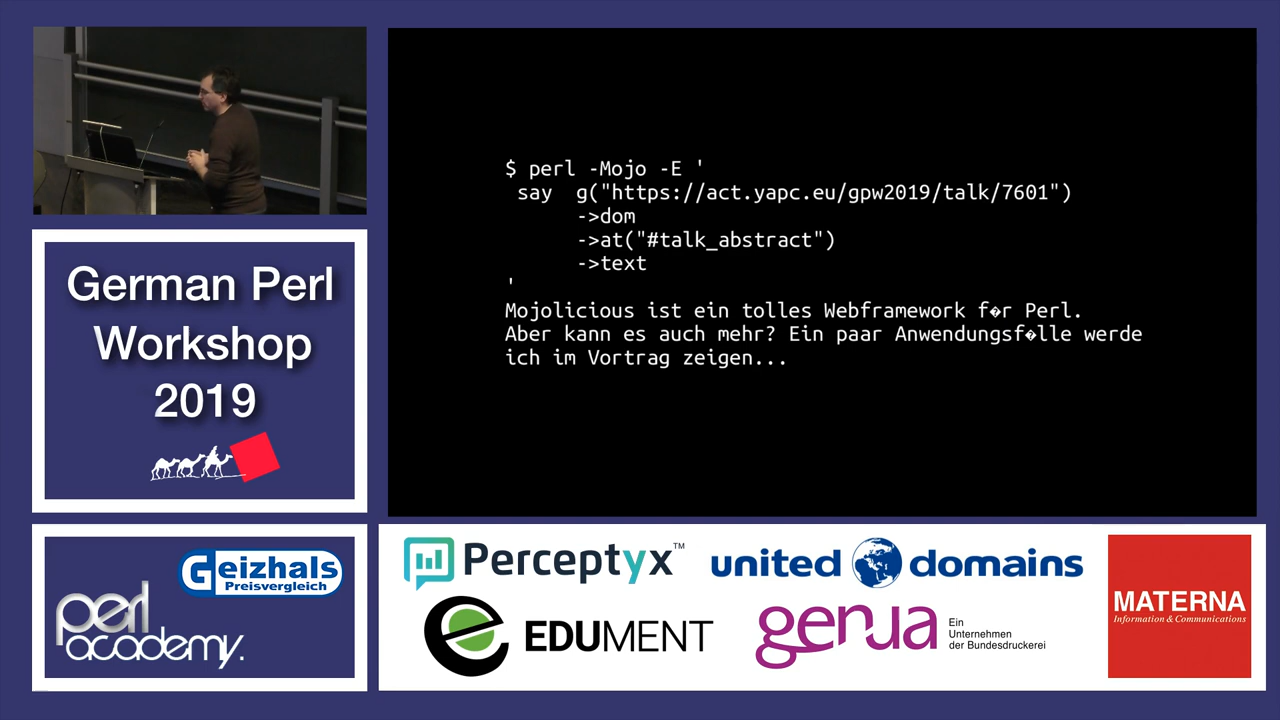 $ perl -Mojo -E '
say g("https://act.yapc.eu/gpw2019/talk/7601")
->dom
->at("#talk_abstract")
->text
'
Mojolicious ist ein tolles Webframework f�r Perl.
Aber kann es auch mehr? Ein paar Anwendungsf�lle werde
ich im Vortrag zeigen...
German Perl
Workshop
2019
Geizhals
Preisvergleich
perl
academy.
Perceptyx™
united domains
EDUMENT
genua
Ein
Unternehmen
der Bundesdruckerei
MATERNA
Information & Communications